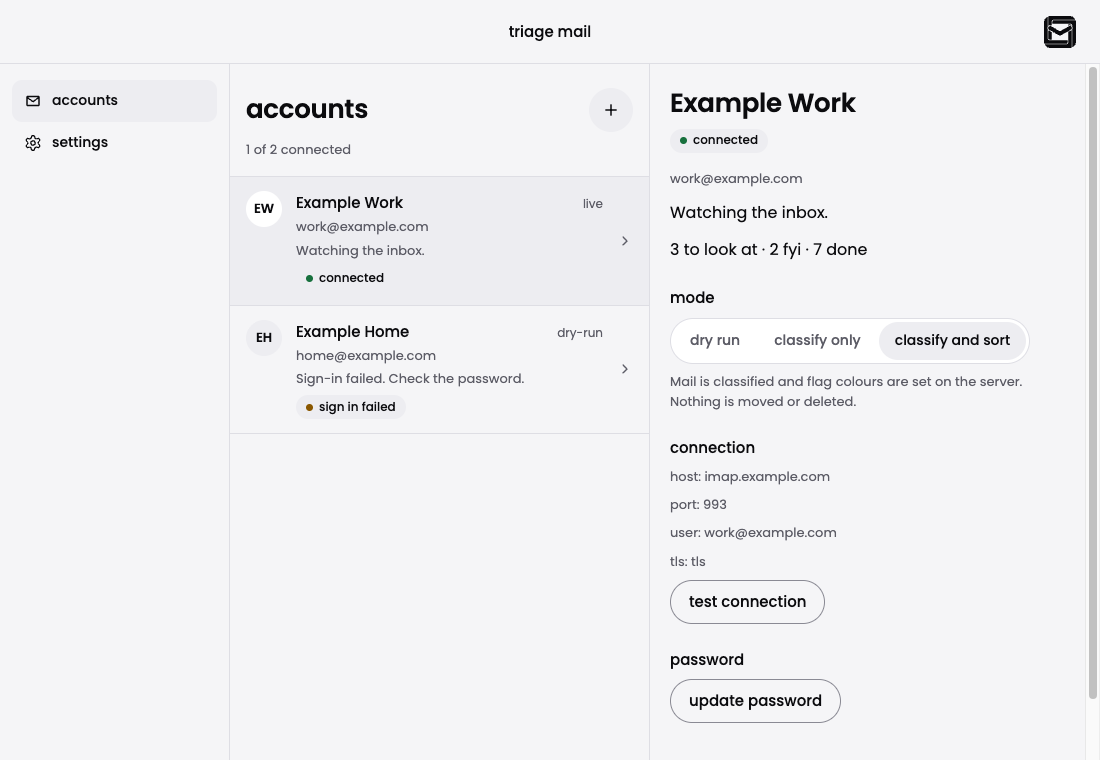 triage mail
accounts
settings
accounts
1 of 2 connected
EW
Example Work
live
work@example.com
Watching the inbox.
connected
EH
Example Home
dry-run
home@example.com
Sign-in failed. Check the password.
sign in failed
Example Work
connected
work@example.com
Watching the inbox.
3 to look at · 2 fyi · 7 done
mode
dry run
classify only
classify and sort
Mail is classified and flag colours are set on the server.
Nothing is moved or deleted.
connection
host: imap.example.com
port: 993
user: work@example.com
tls: tls
test connection
password
update password